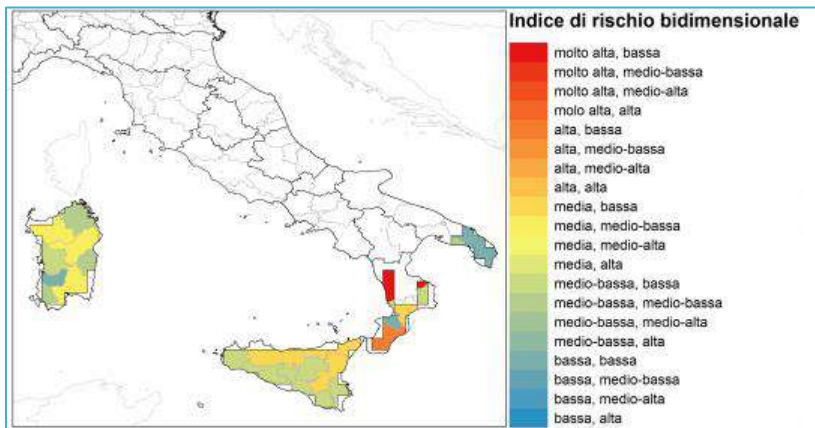 Indice di rischio bidimensionale
molto alta, bassa
molto alta, medio-bassa
molto alta, medio-alta
molo alta, alta
alta, bassa
alta, medio-bassa
alta, medio-alta
alta, alta
media, bassa
media, medio-bassa
media, medio-alta
media, alta
medio-bassa, bassa
medio-bassa, medio-bassa
medio-bassa, medio-alta
medio-bassa, alta
bassa, bassa
bassa, medio-bassa
bassa, medio-alta
bassa, alta